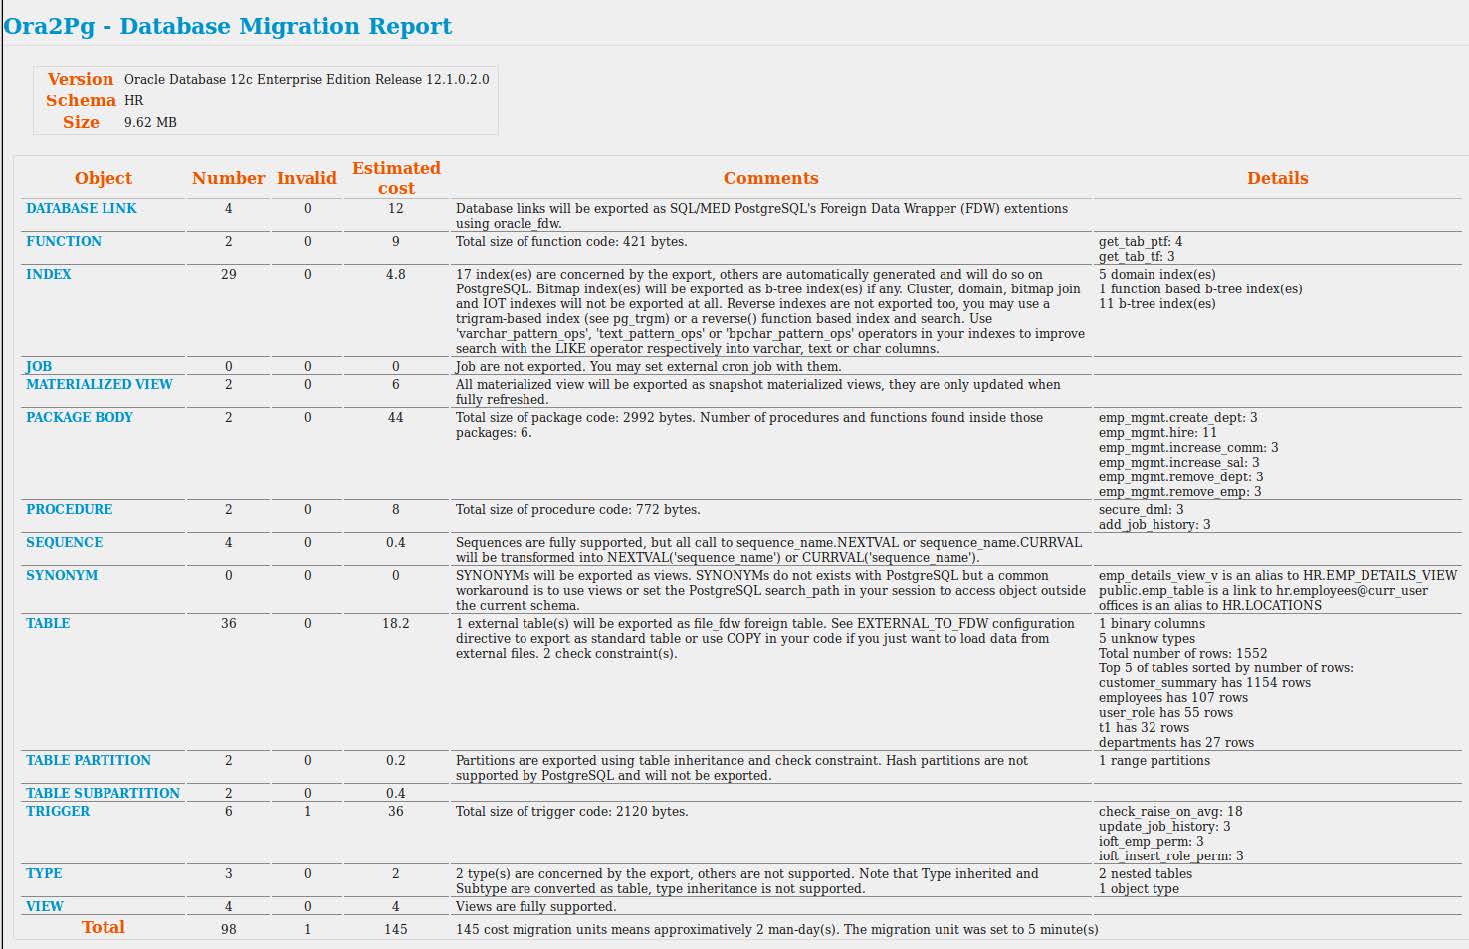 Ora2Pg - Database Migration Report
Version Oracle Database 12c Enterprise Edition Release 12.1.0.2.0
Schema HR
Size 9.62 MB
Object Number Invalid Estimated cost Comments Details
DATABASE LINK 4 0 12 Database links will be exported as SQL/MED PostgreSQL's Foreign Data Wrapper (FDW) extentions
using oracle_fdw.
FUNCTION 2 0 9 Total size of function code: 421 bytes. get_tab_ptf: 4
get_tab_tf: 3
INDEX 29 0 4.8 17 index(es) are concerned by the export, others are automatically generated and will do so on 5 domain index(es)
PostgreSQL. Bitmap index(es) will be exported as b-tree index(es) if any. Cluster, domain, bitmap join 1 function based b-tree index(es)
and IOT indexes will not be exported at all. Reverse indexes are not exported too, you may use a 11 b-tree index(es)
trigram-based index (see pg_trgm) or a reverse() function based index and search. Use
'varchar_pattern_ops', 'text_pattern_ops' or 'bpchar_pattern_ops' operators in your indexes to improve
search with the LIKE operator respectively into varchar, text or char columns.
JOB 0 0 0 Job are not exported. You may set external cron job with them.
MATERIALIZED VIEW 2 0 6 All materialized view will be exported as snapshot materialized views, they are only updated when
fully refreshed.
PACKAGE BODY 2 0 44 Total size of package code: 2992 bytes. Number of procedures and functions found inside those emp_mgmt.create_dept: 3
packages: 6. emp_mgmt.hire: 11
emp_mgmt.increase_comm: 3
emp_mgmt.increase_sal: 3
emp_mgmt.remove_dept: 3
emp_mgmt.remove_emp: 3
PROCEDURE 2 0 8 Total size of procedure code: 772 bytes. secure_dml: 3
add_job_history: 3
SEQUENCE 4 0 0.4 Sequences are fully supported, but all call to sequence_name.NEXTVAL or sequence_name.CURRVAL
will be transformed into NEXTVAL('sequence_name') or CURRVAL('sequence_name').
SYNONYM 0 0 0 SYNONYMs will be exported as views. SYNONYMs do not exists with PostgreSQL but a common emp_details_view_v is an alias to HR.EMP_DETAILS_VIEW
workaround is to use views or set the PostgreSQL search_path in your session to access object outside public.emp_table is a link to hr.employees@curr_user
the current schema. offices is an alias to HR.LOCATIONS
TABLE 36 0 18.2 1 external table(s) will be exported as file_fdw foreign table. See EXTERNAL_TO_FDW configuration 1 binary columns
directive to export as standard table or use COPY in your code if you just want to load data from 5 unknow types
external files. 2 check constraint(s). Total number of rows: 1552
Top 5 of tables sorted by number of rows:
customer_summary has 1154 rows
employees has 107 rows
user_role has 55 rows
t1 has 32 rows
departments has 27 rows
TABLE PARTITION 2 0 0.2 Partitions are exported using table inheritance and check constraint. Hash partitions are not 1 range partitions
supported by PostgreSQL and will not be exported.
TABLE SUBPARTITION 2 0 0.4
TRIGGER 6 1 36 Total size of trigger code: 2120 bytes. check_raise_on_avg: 18
update_job_history: 3
ioft_emp_perm: 3
ioft_insert_role_perm: 3
TYPE 3 0 2 2 type(s) are concerned by the export, others are not supported. Note that Type inherited and 2 nested tables
Subtype are converted as table, type inheritance is not supported. 1 object type
VIEW 4 0 4 Views are fully supported.
Total 98 1 145 145 cost migration units means approximatively 2 man-day(s). The migration unit was set to 5 minute(s)